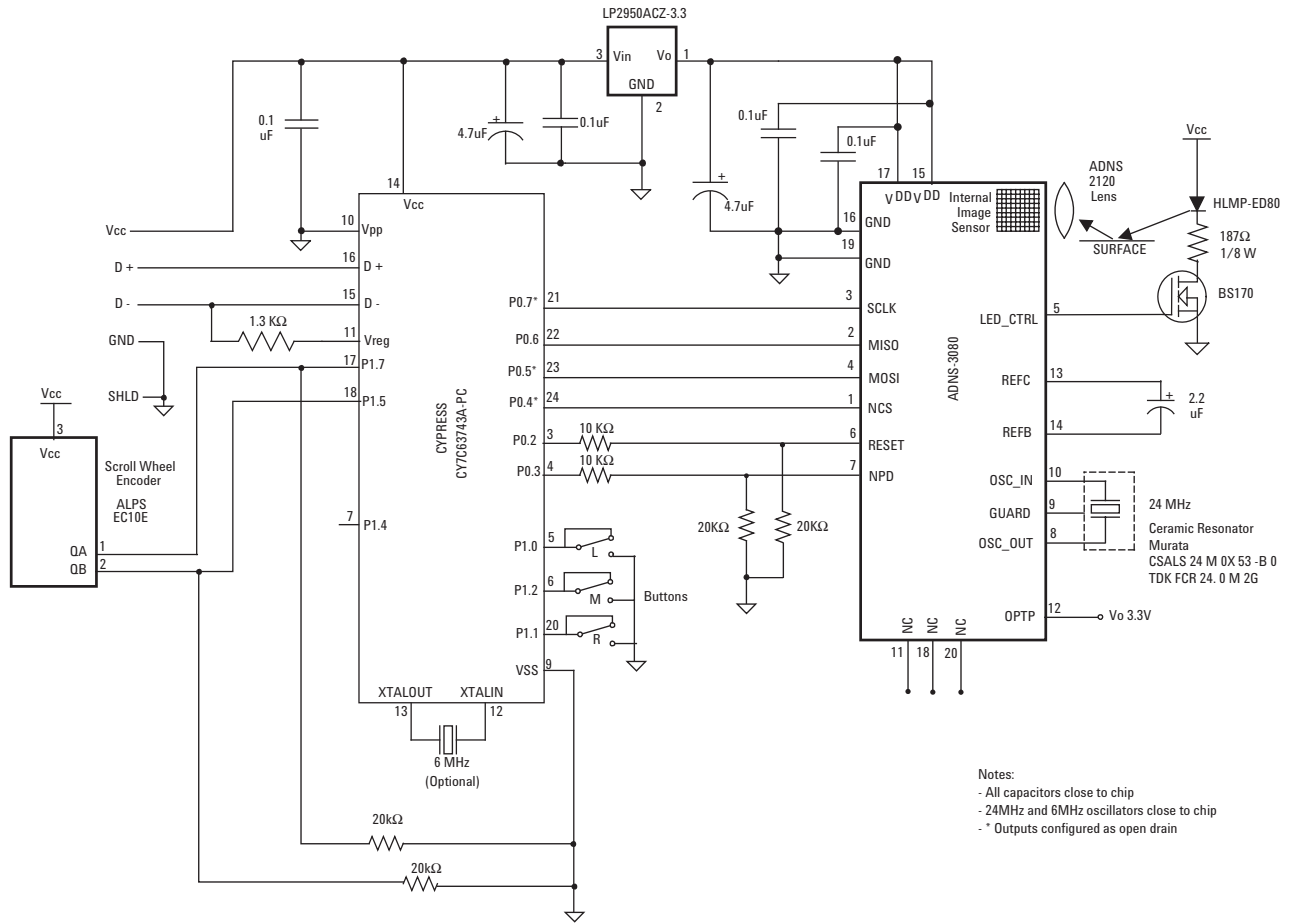 LP2950ACZ-3.3
3 Vin Vo 1
GND
2
0.1
uF
4.7uF
+
0.1uF
0.1uF
0.1uF
+
4.7uF
14
Vcc
Vcc
10 Vpp
D +
16 D +
D -
15 D -
1.3 KΩ
11 Vreg
GND
17 P1.7
SHLD
18 P1.5
Vcc
3
Vcc
Scroll Wheel
Encoder
ALPS
EC10E
QA 1
QB 2
7 P1.4
CYPRESS
CY7C63743A-PC
P0.7* 21
P0.6 22
P0.5* 23
P0.4* 24
P0.2 3
P0.3 4
10 KΩ
10 KΩ
20KΩ
20KΩ
P1.0 5
L
P1.2 6
M
Buttons
P1.1 20
R
VSS 9
XTALOUT XTALIN
13 12
6 MHz
(Optional)
20kΩ
20kΩ
17 15
VDD VDD
Internal
Image
Sensor
16 GND
19 GND
3 SCLK
2 MISO
4 MOSI
1 NCS
6 RESET
7 NPD
ADNS-3080
LED_CTRL 5
REFC 13
REFB 14
OSC_IN 10
GUARD 9
OSC_OUT 8
OPTP 12
Vo 3.3V
NC NC NC
11 18 20
ADNS
2120
Lens
SURFACE
Vcc
HLMP-ED80
187Ω
1/8 W
BS170
+
2.2
uF
24 MHz
Ceramic Resonator
Murata
CSALS 24 M 0X 53 -B 0
TDK FCR 24. 0 M 2G
Notes:
- All capacitors close to chip
- 24MHz and 6MHz oscillators close to chip
- * Outputs configured as open drain